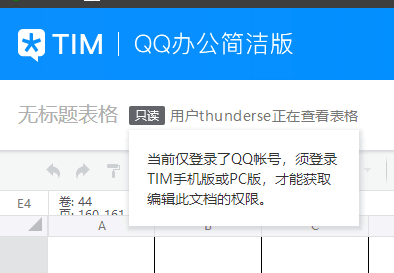 TIM | QQ办公简洁版
无标题表格 只读 用户thunderse正在查看表格
当前仅登录了QQ帐号，须登录
TIM手机版或PC版，才能获取
编辑此文档的权限。
E4 卷: 44
页: 160-161
A B C